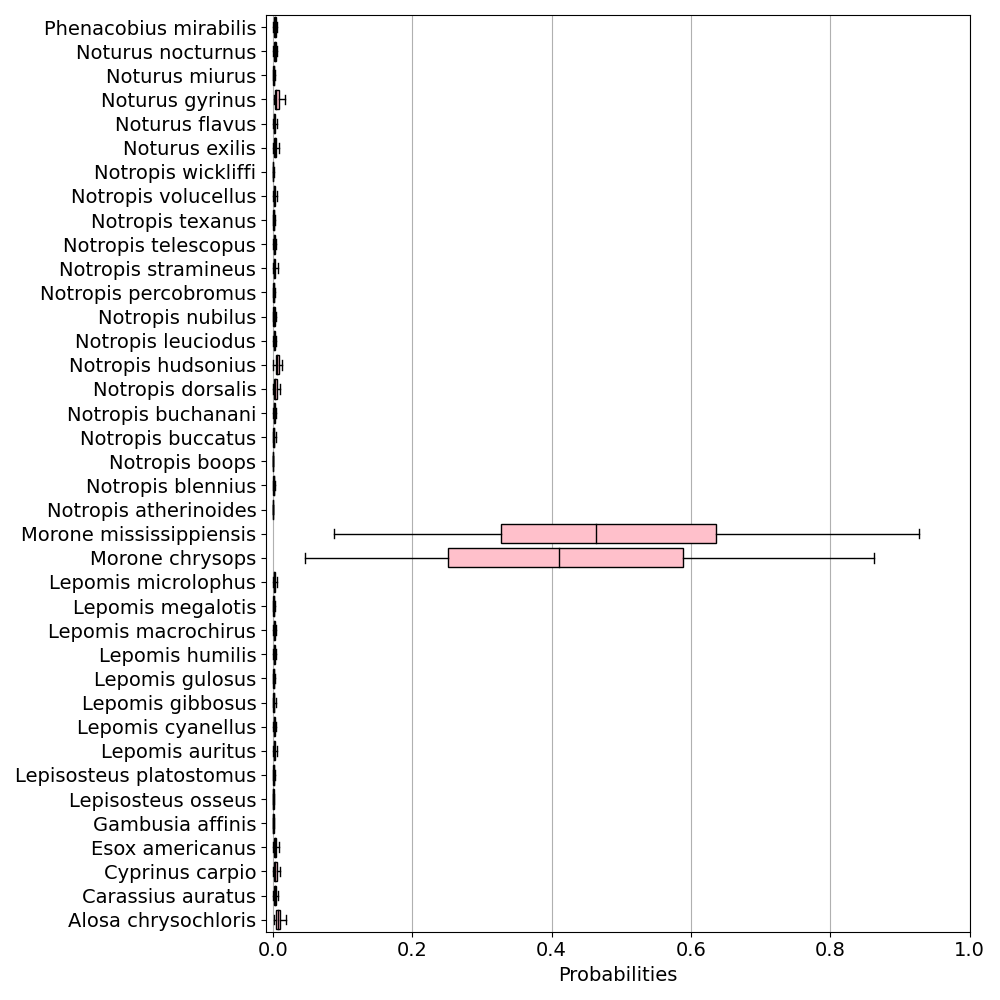 Phenacobius mirabilis
Noturus nocturnus
Noturus miurus
Noturus gyrinus
Noturus flavus
Noturus exilis
Notropis wickliffi
Notropis volucellus
Notropis texanus
Notropis telescopus
Notropis stramineus
Notropis percobromus
Notropis nubilus
Notropis leuciodus
Notropis hudsonius
Notropis dorsalis
Notropis buchanani
Notropis buccatus
Notropis boops
Notropis blennius
Notropis atherinoides
Morone mississippiensis
Morone chrysops
Lepomis microlophus
Lepomis megalotis
Lepomis macrochirus
Lepomis humilis
Lepomis gulosus
Lepomis gibbosus
Lepomis cyanellus
Lepomis auritus
Lepisosteus platostomus
Lepisosteus osseus
Gambusia affinis
Esox americanus
Cyprinus carpio
Carassius auratus
Alosa chrysochloris
0.0 0.2 0.4 0.6 0.8 1.0
Probabilities